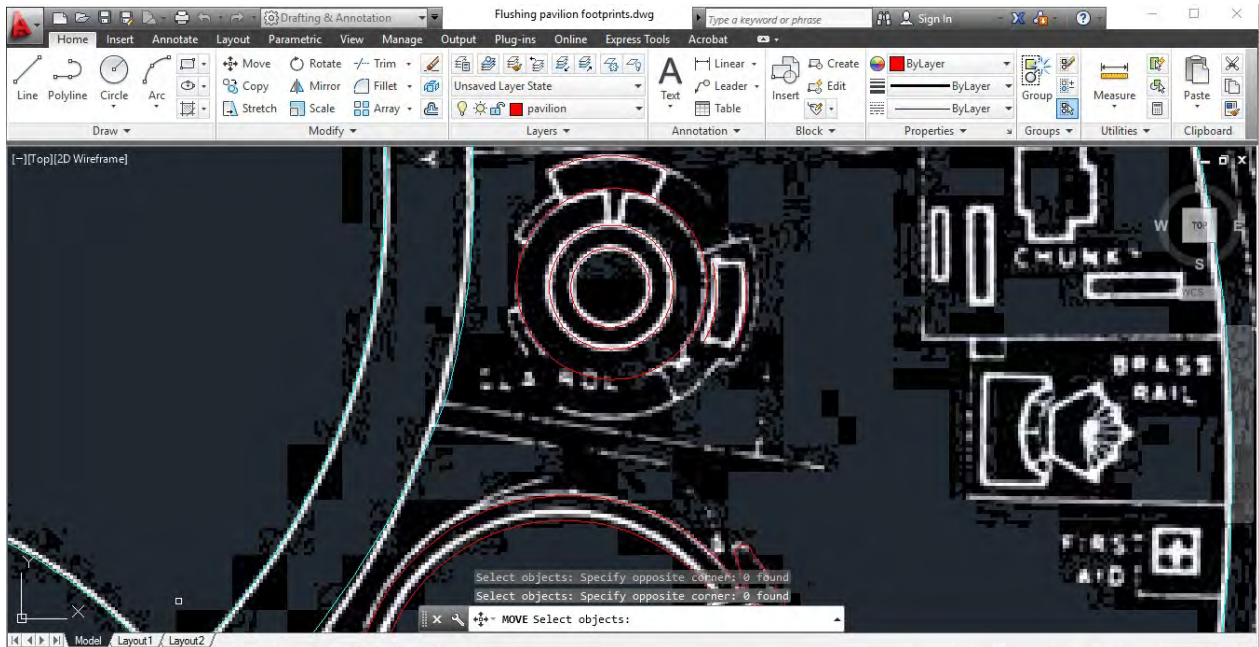 Drafting & Annotation
Flushing pavilion footprints.dwg
Type a keyword or phrase
Sign In
?
Home Insert Annotate Layout Parametric View Manage Output Plug-ins Online Express Tools Acrobat
Line Polyline Circle Arc
Move Rotate Trim
Copy Mirror Fillet
Stretch Scale Array
Unsaved Layer State
pavilion
A
Text
Linear
Leader
Table
Insert
Create
Edit
ByLayer
ByLayer
ByLayer
Group
Measure
Paste
Draw Modify Layers Annotation Block Properties Groups Utilities Clipboard
[−][Top][2D Wireframe]
W TOP E
S
WCS
CHUNK
BRASS
RAIL
FIRST
AID
Y
X
Select objects: Specify opposite corner: 0 found
Select objects: Specify opposite corner: 0 found
MOVE Select objects:
Model Layout1 Layout2